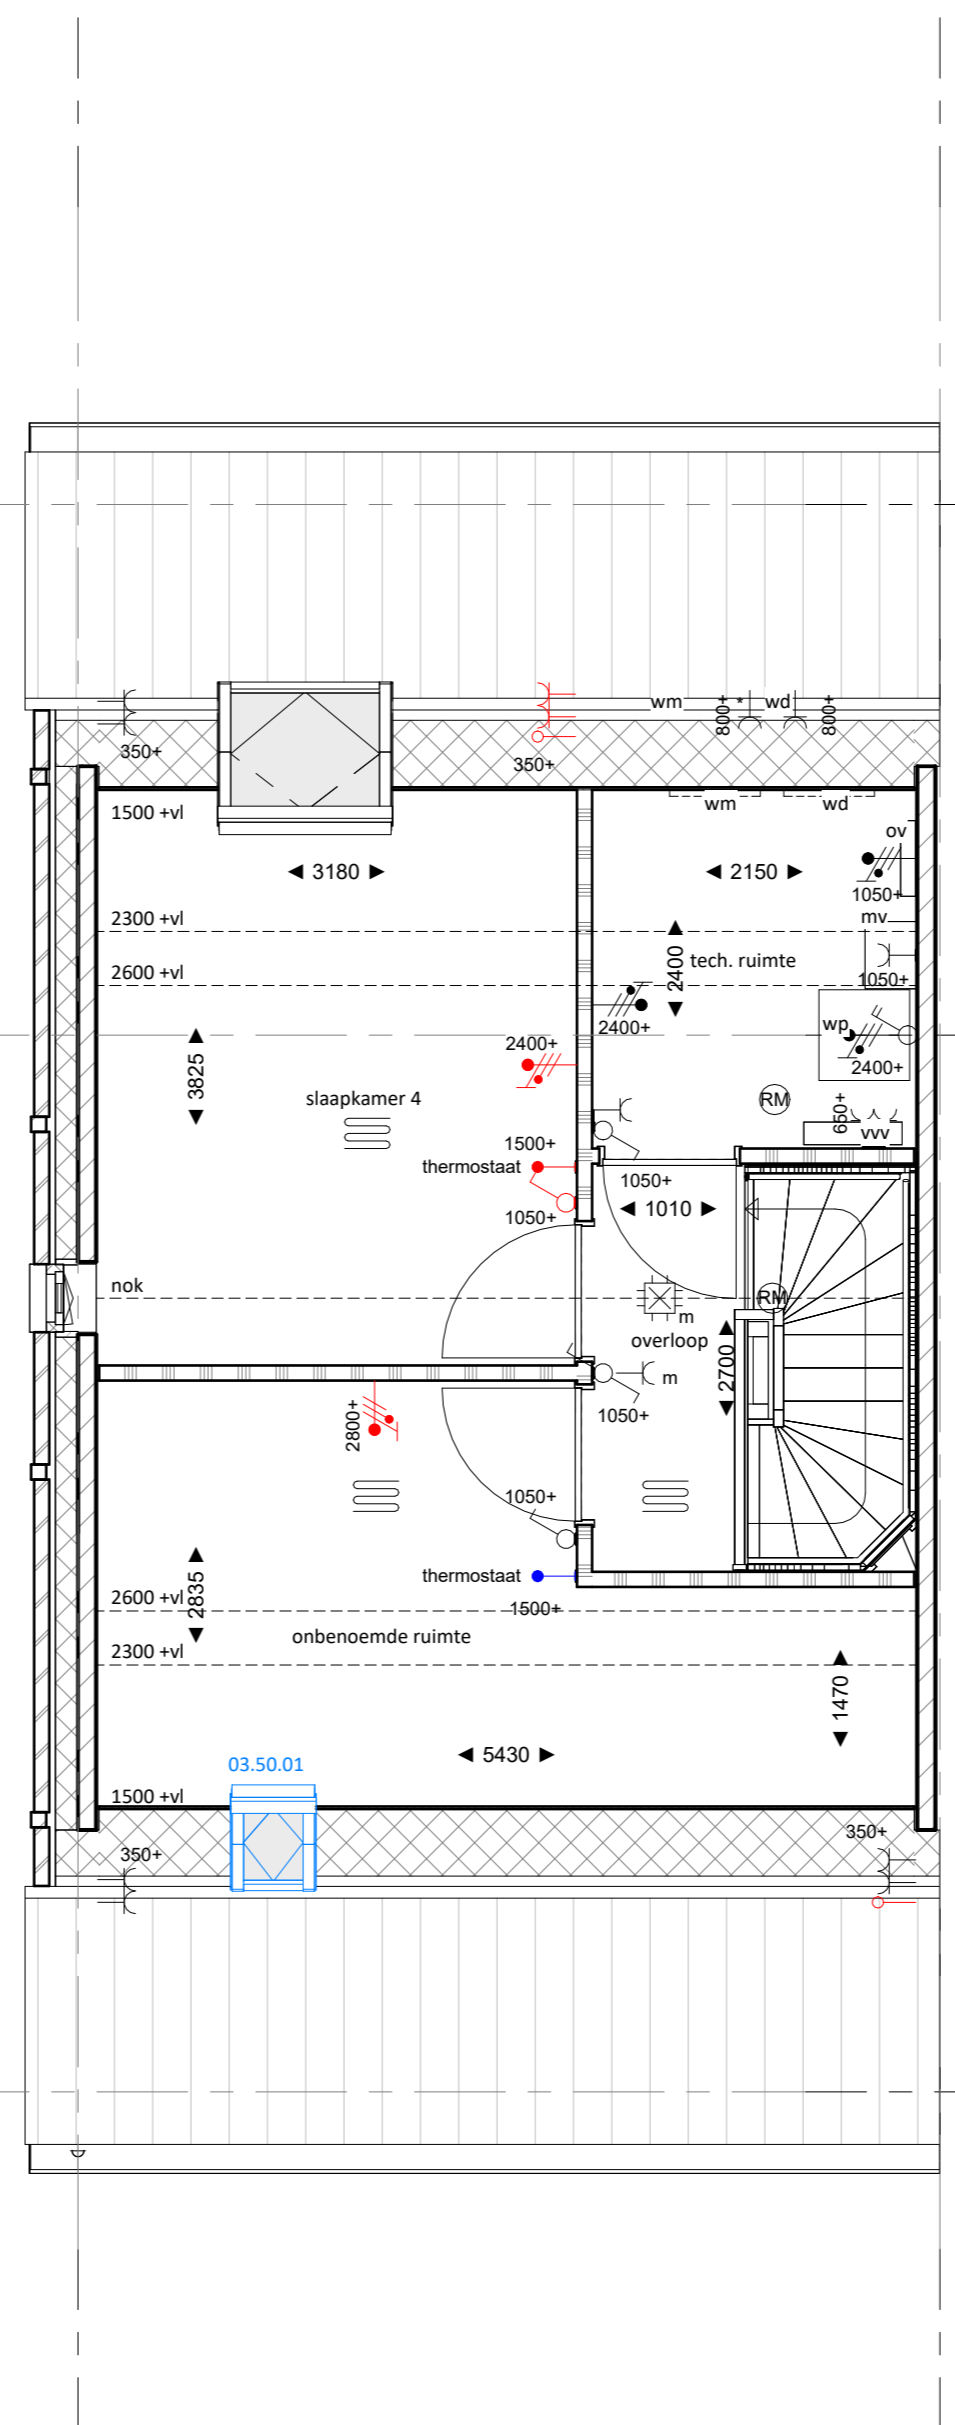 wm
800+
*
wd
800+
350+
350+
1500 +vl
wm
wd
ov
3180
2150
1050+
2300 +vl
mv
2400
tech. ruimte
2600 +vl
1050+
2400+
wp
2400+
2400+
3825
slaapkamer 4
RM
650+
vvv
1500+
thermostaat
1050+
1050+
1010
nok
RM
m
overloop
2700
m
1050+
2800+
1050+
thermostaat
1500+
2600 +vl
2835
onbenoemde ruimte
2300 +vl
1470
5430
03.50.01
1500 +vl
350+
350+